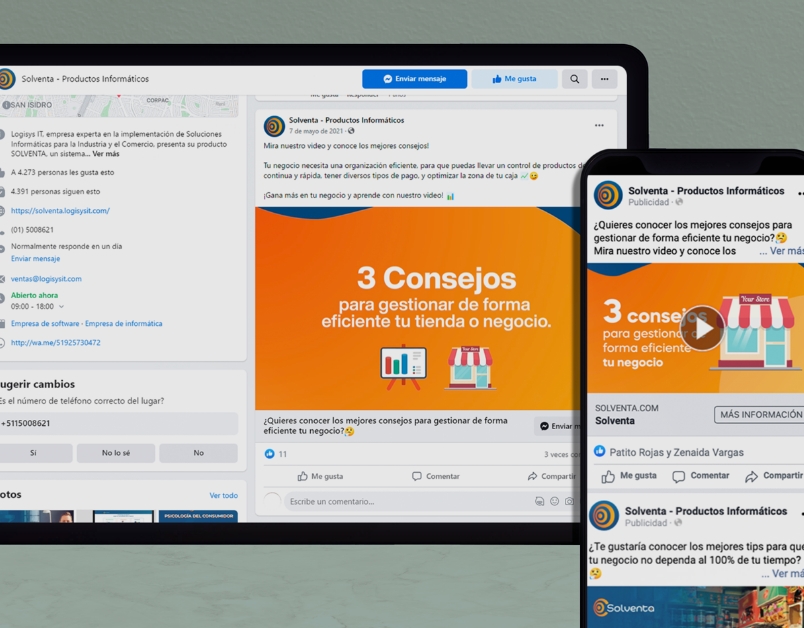 Solventa - Productos Informáticos
Enviar mensaje
Me gusta
SAN ISIDRO
CORPAC
Logisys IT, empresa experta en la implementación de Soluciones
Informáticas para la Industria y el Comercio, presenta su producto
SOLVENTA, un sistema... Ver más
A 4.273 personas les gusta esto
4.391 personas siguen esto
https://solventa.logisysit.com/
(01) 5008621
Normalmente responde en un día
Enviar mensaje
ventas@logisysit.com
Abierto ahora
09:00 - 18:00
Empresa de software · Empresa de informática
http://wa.me/51925730472
ugerir cambios
Es el número de teléfono correcto del lugar?
+5115008621
Sí
No lo sé
No
otos
Ver todo
PSICOLOGÍA DEL CONSUMIDOR
Solventa - Productos Informáticos
7 de mayo de 2021
Mira nuestro video y conoce los mejores consejos!
Tu negocio necesita una organización eficiente, para que puedas llevar un control de productos de
continua y rápida, tener diversos tipos de pago, y optimizar la zona de tu caja 📈😊
¡Gana más en tu negocio y aprende con nuestro video! 📊
3 Consejos
para gestionar de forma
eficiente tu tienda o negocio.
Your Store
¿Quieres conocer los mejores consejos para gestionar de forma
eficiente tu negocio?🤔
Enviar m
11
3 veces co
Me gusta
Comentar
Compartir
Escribe un comentario...
Solventa - Productos Informáticos
Publicidad
¿Quieres conocer los mejores consejos para
gestionar de forma eficiente tu negocio?🤔
Mira nuestro video y conoce los ... Ver más
3 consejos
para gestionar de
forma eficiente
tu negocio
Your Store
SOLVENTA.COM
Solventa
MÁS INFORMACIÓN
Patito Rojas y Zenaida Vargas
Me gusta
Comentar
Compartir
Solventa - Productos Informáticos
Publicidad
¿Te gustaría conocer los mejores tips para que
tu negocio no dependa al 100% de tu tiempo?
🤔 ... Ver más
Solventa